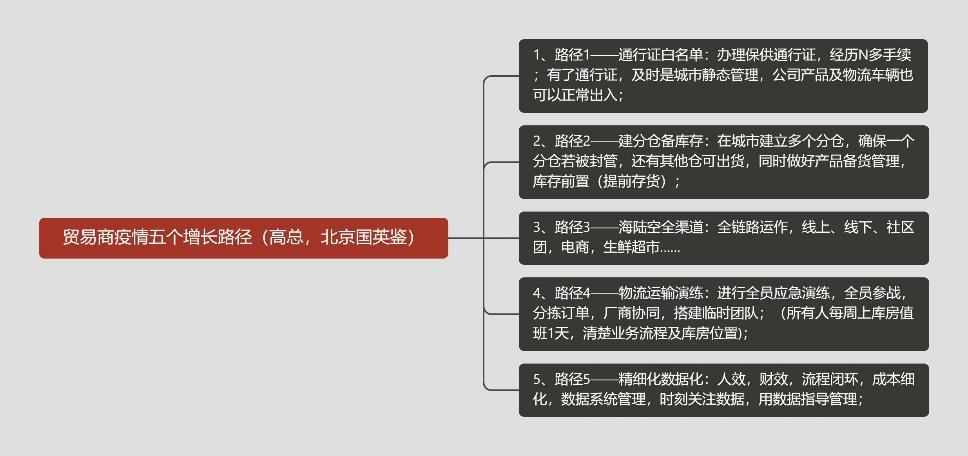 贸易商疫情五个增长路径（高总，北京国英鉴）
1、路径1——通行证白名单：办理保供通行证，经历N多手续
；有了通行证，及时是城市静态管理，公司产品及物流车辆也
可以正常出入；
2、路径2——建分仓备库存：在城市建立多个分仓，确保一个
分仓若被封管，还有其他仓可出货，同时做好产品备货管理，
库存前置（提前存货）；
3、路径3——海陆空全渠道：全链路运作，线上、线下、社区
团，电商，生鲜超市......
4、路径4——物流运输演练：进行全员应急演练，全员参战，
分拣订单，厂商协同，搭建临时团队；（所有人每周上库房值
班1天，清楚业务流程及库房位置)；
5、路径5——精细化数据化：人效，财效，流程闭环，成本细
化，数据系统管理，时刻关注数据，用数据指导管理；